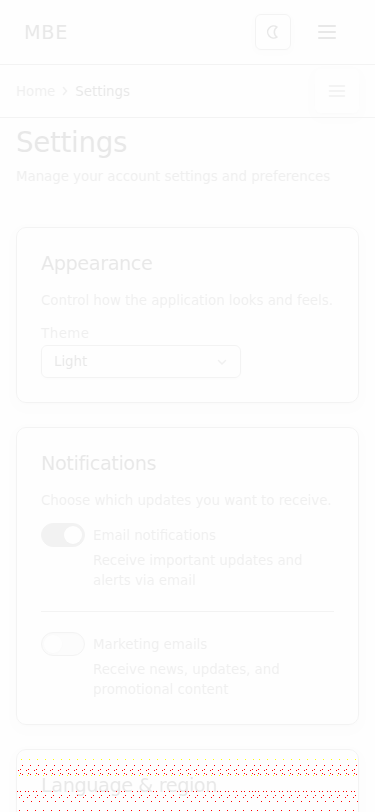 MBE
Home > Settings
Settings
Manage your account settings and preferences
Appearance
Control how the application looks and feels.
Theme
Light
Notifications
Choose which updates you want to receive.
Email notifications
Receive important updates and
alerts via email
Marketing emails
Receive news, updates, and
promotional content
Language & region